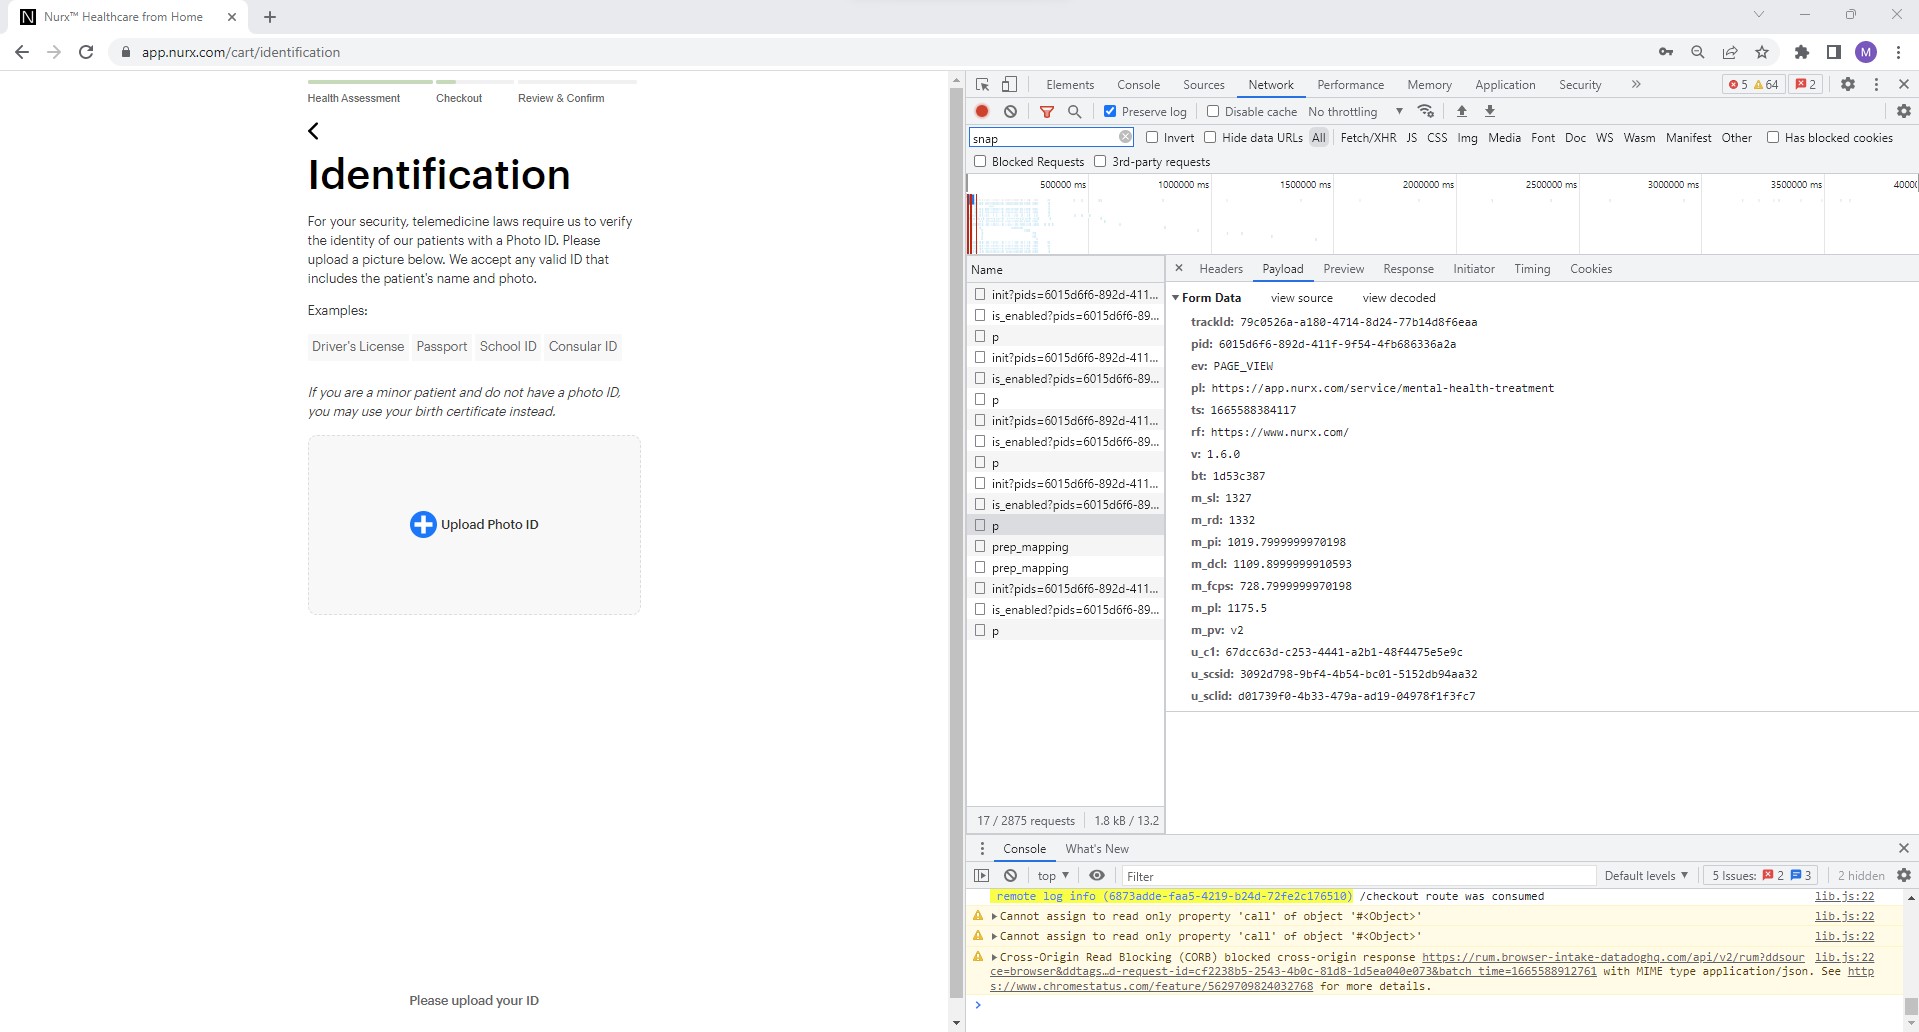 Nurx™ Healthcare from Home
app.nurx.com/cart/identification
M
Health Assessment
Checkout
Review & Confirm
Identification
For your security, telemedicine laws require us to verify
the identity of our patients with a Photo ID. Please
upload a picture below. We accept any valid ID that
includes the patient's name and photo.
Examples:
Driver's License Passport School ID Consular ID
If you are a minor patient and do not have a photo ID,
you may use your birth certificate instead.
Upload Photo ID
Please upload your ID
Elements Console Sources Network Performance Memory Application Security 5 64 2
Preserve log Disable cache No throttling
snap Invert Hide data URLs All Fetch/XHR JS CSS Img Media Font Doc WS Wasm Manifest Other Has blocked cookies
Blocked Requests 3rd-party requests
500000 ms 1000000 ms 1500000 ms 2000000 ms 2500000 ms 3000000 ms 3500000 ms 4000
Name
init?pids=6015d6f6-892d-411...
is_enabled?pids=6015d6f6-89...
p
init?pids=6015d6f6-892d-411...
is_enabled?pids=6015d6f6-89...
p
init?pids=6015d6f6-892d-411...
is_enabled?pids=6015d6f6-89...
p
init?pids=6015d6f6-892d-411...
is_enabled?pids=6015d6f6-89...
p
prep_mapping
prep_mapping
init?pids=6015d6f6-892d-411...
is_enabled?pids=6015d6f6-89...
p
17 / 2875 requests 1.8 kB / 13.2
Headers Payload Preview Response Initiator Timing Cookies
Form Data view source view decoded
trackId: 79c0526a-a180-4714-8d24-77b14d8f6eaa
pid: 6015d6f6-892d-411f-9f54-4fb686336a2a
ev: PAGE_VIEW
pl: https://app.nurx.com/service/mental-health-treatment
ts: 1665588384117
rf: https://www.nurx.com/
v: 1.6.0
bt: 1d53c387
m_sl: 1327
m_rd: 1332
m_pi: 1019.7999999970198
m_dcl: 1109.8999999910593
m_fcps: 728.7999999970198
m_pl: 1175.5
m_pv: v2
u_c1: 67dcc63d-c253-4441-a2b1-48f4475e5e9c
u_scsid: 3092d798-9bf4-4b54-bc01-5152db94aa32
u_sclid: d01739f0-4b33-479a-ad19-04978f1f3fc7
Console What's New
top Filter Default levels 5 Issues: 2 3 2 hidden
remote log info (6873adde-faa5-4219-b24d-72fe2c176510) /checkout route was consumed lib.js:22
Cannot assign to read only property 'call' of object '#<Object>' lib.js:22
Cannot assign to read only property 'call' of object '#<Object>' lib.js:22
Cross-Origin Read Blocking (CORB) blocked cross-origin response https://rum.browser-intake-datadoghq.com/api/v2/rum?ddsour lib.js:22
ce=browser&ddtags…d-request-id=cf2238b5-2543-4b0c-81d8-1d5ea040e073&batch_time=1665588912761 with MIME type application/json. See http
s://www.chromestatus.com/feature/5629709824032768 for more details.